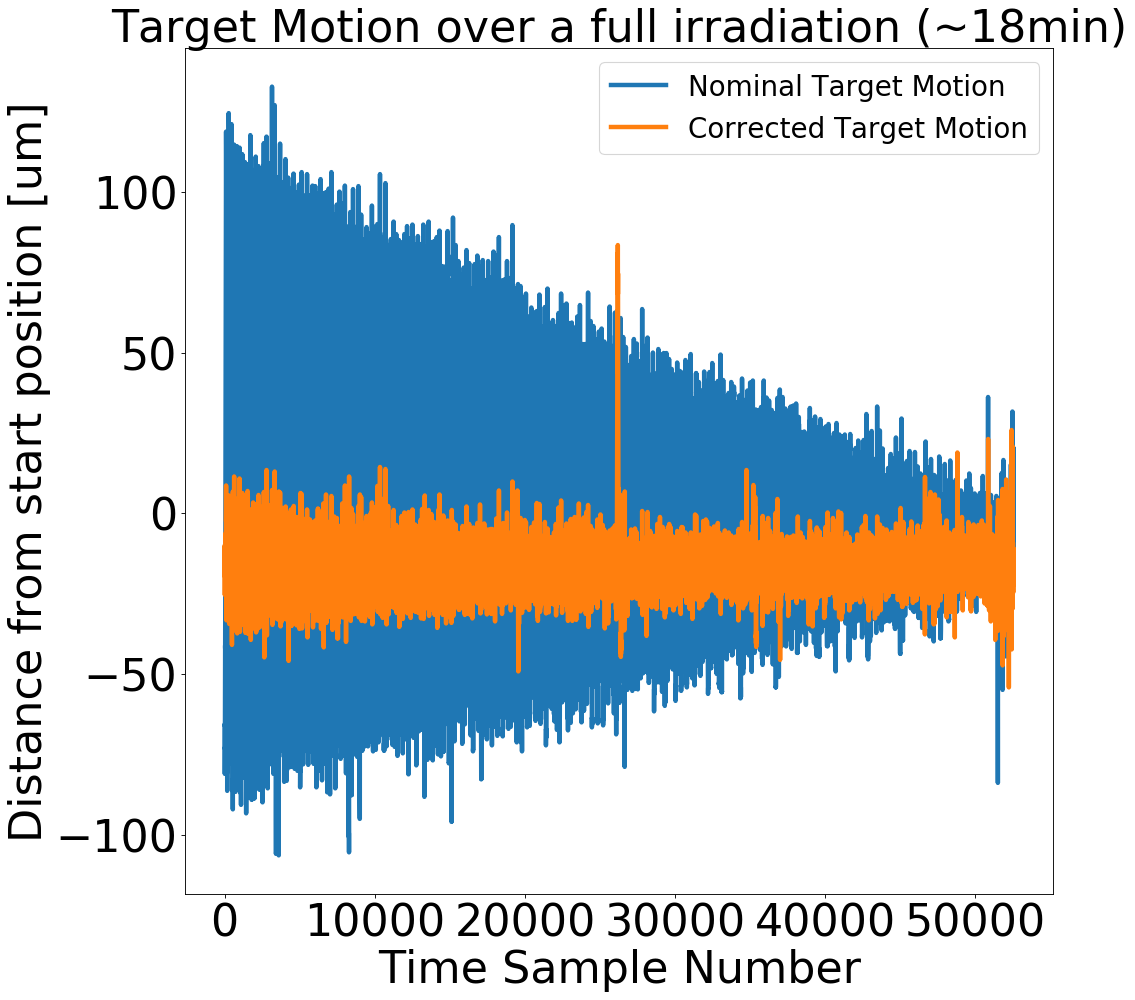 Target Motion over a full irradiation (~18min)
Nominal Target Motion
Corrected Target Motion
Distance from start position [um]
100
50
0
−50
−100
0 10000 20000 30000 40000 50000
Time Sample Number